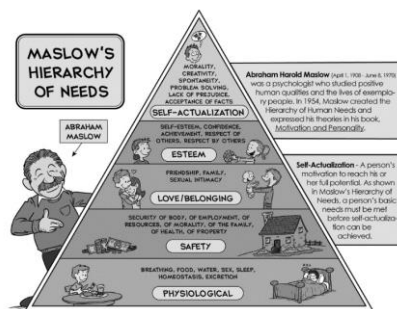 MASLOW'S
HIERARCHY
OF NEEDS
ABRAHAM
MASLOW
MORALITY,
CREATIVITY,
SPONTANEITY,
PROBLEM SOLVING,
LACK OF PREJUDICE,
ACCEPTANCE OF FACTS
SELF-ACTUALIZATION
SELF-ESTEEM, CONFIDENCE,
ACHIEVEMENT, RESPECT OF
OTHERS, RESPECT BY OTHERS
ESTEEM
FRIENDSHIP, FAMILY,
SEXUAL INTIMACY
LOVE/BELONGING
SECURITY OF BODY, OF EMPLOYMENT, OF
RESOURCES, OF MORALITY, OF THE FAMILY,
OF HEALTH, OF PROPERTY
SAFETY
BREATHING, FOOD, WATER, SEX, SLEEP,
HOMEOSTASIS, EXCRETION
PHYSIOLOGICAL
Abraham Harold Maslow (April 1, 1908 - June 8, 1970)
was a psychologist who studied positive
human qualities and the lives of exempla-
ry people. In 1954, Maslow created the
Hierarchy of Human Needs and
expressed his theories in his book,
Motivation and Personality.
Self-Actualization - A person's
motivation to reach his or
her full potential. As shown
in Maslow's Hierarchy of
Needs, a person's basic
needs must be met
before self-actualiza-
tion can be
achieved.